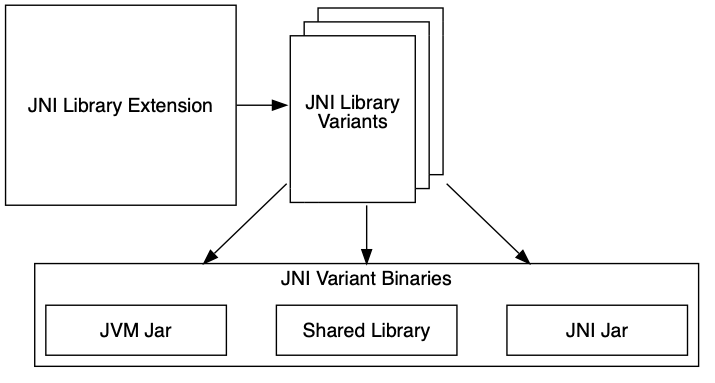 JNI Library Extension
JNI Library
Variants
JNI Variant Binaries
JVM Jar
Shared Library
JNI Jar